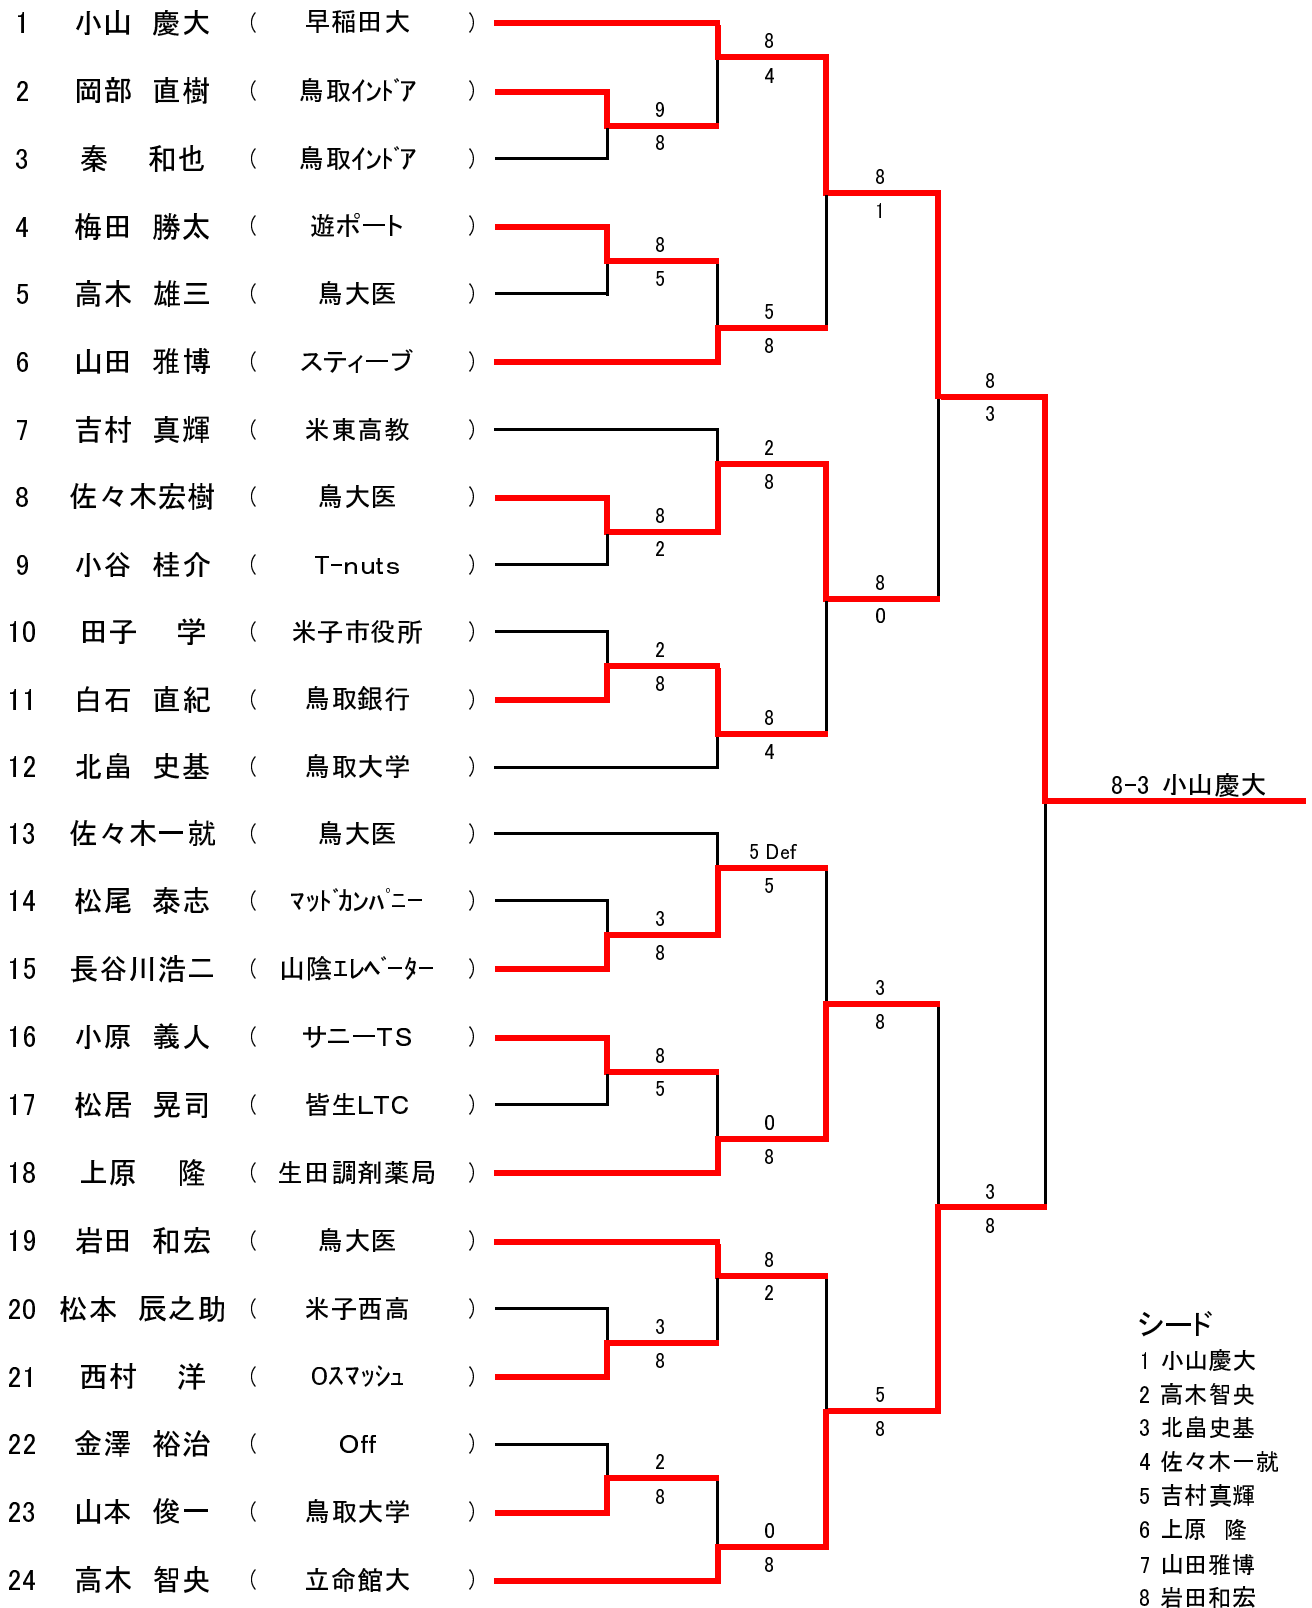 1 小山 慶大 ( 早稲田大 )
8
4
2 岡部 直樹 ( 鳥取インドア )
9
8
3 秦 和也 ( 鳥取インドア )
8
1
4 梅田 勝太 ( 遊ポート )
8
5
5 高木 雄三 ( 鳥大医 )
5
8
6 山田 雅博 ( スティーブ )
8
3
7 吉村 真輝 ( 米東高教 )
2
8
8 佐々木宏樹 ( 鳥大医 )
8
2
9 小谷 桂介 ( T-nuts )
8
0
10 田子 学 ( 米子市役所 )
2
8
11 白石 直紀 ( 鳥取銀行 )
8
4
12 北畠 史基 ( 鳥取大学 )
8-3 小山慶大
13 佐々木一就 ( 鳥大医 )
5 Def
5
14 松尾 泰志 ( マッドカンパニー )
3
8
15 長谷川浩二 ( 山陰エレベーター )
3
8
16 小原 義人 ( サニーTS )
8
5
17 松居 晃司 ( 皆生LTC )
0
8
18 上原 隆 ( 生田調剤薬局 )
3
8
19 岩田 和宏 ( 鳥大医 )
8
2
20 松本 辰之助 ( 米子西高 )
3
8
21 西村 洋 ( Oスマッシュ )
5
8
22 金澤 裕治 ( Off )
2
8
23 山本 俊一 ( 鳥取大学 )
0
8
24 高木 智央 ( 立命館大 )
シード
1 小山慶大
2 高木智央
3 北畠史基
4 佐々木一就
5 吉村真輝
6 上原 隆
7 山田雅博
8 岩田和宏